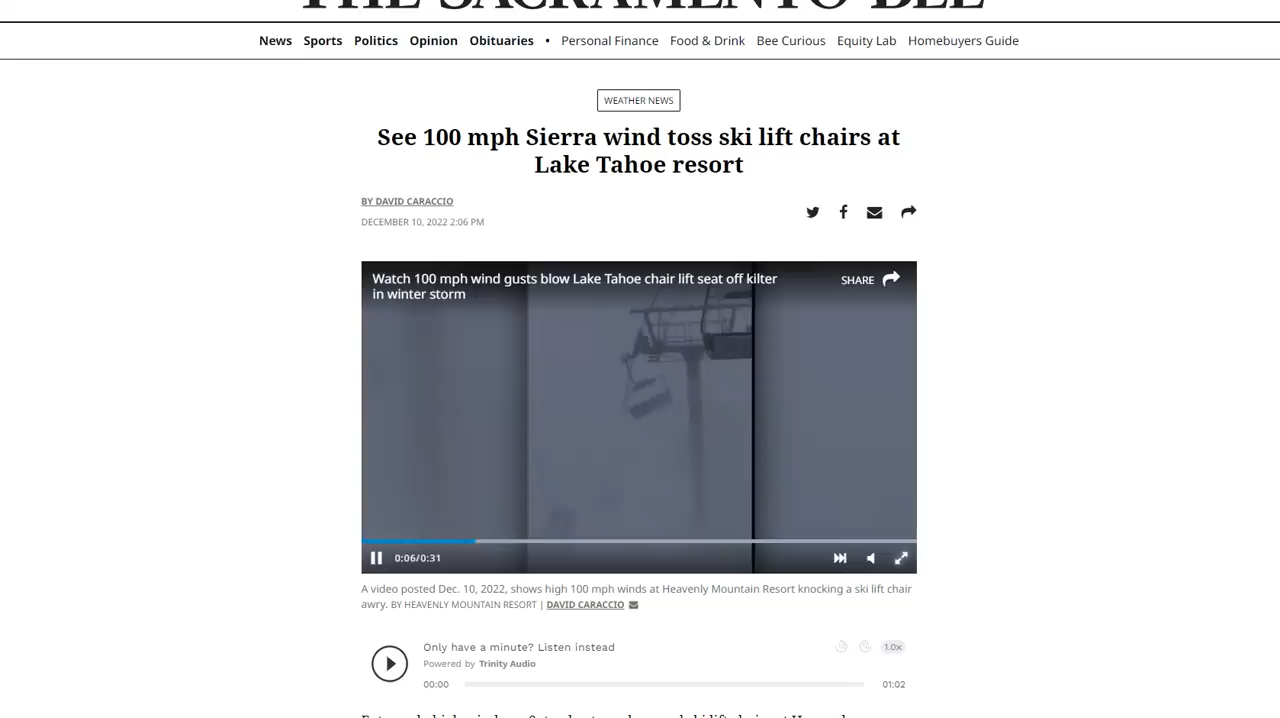 THE SACRAMENTO BEE
News Sports Politics Opinion Obituaries • Personal Finance Food & Drink Bee Curious Equity Lab Homebuyers Guide
WEATHER NEWS
See 100 mph Sierra wind toss ski lift chairs at
Lake Tahoe resort
BY DAVID CARACCIO
DECEMBER 10, 2022 2:06 PM
Watch 100 mph wind gusts blow Lake Tahoe chair lift seat off kilter
in winter storm
SHARE
0:06/0:31
A video posted Dec. 10, 2022, shows high 100 mph winds at Heavenly Mountain Resort knocking a ski lift chair
awry. BY HEAVENLY MOUNTAIN RESORT | DAVID CARACCIO
Only have a minute? Listen instead
1.0x
Powered by Trinity Audio
00:00
01:02